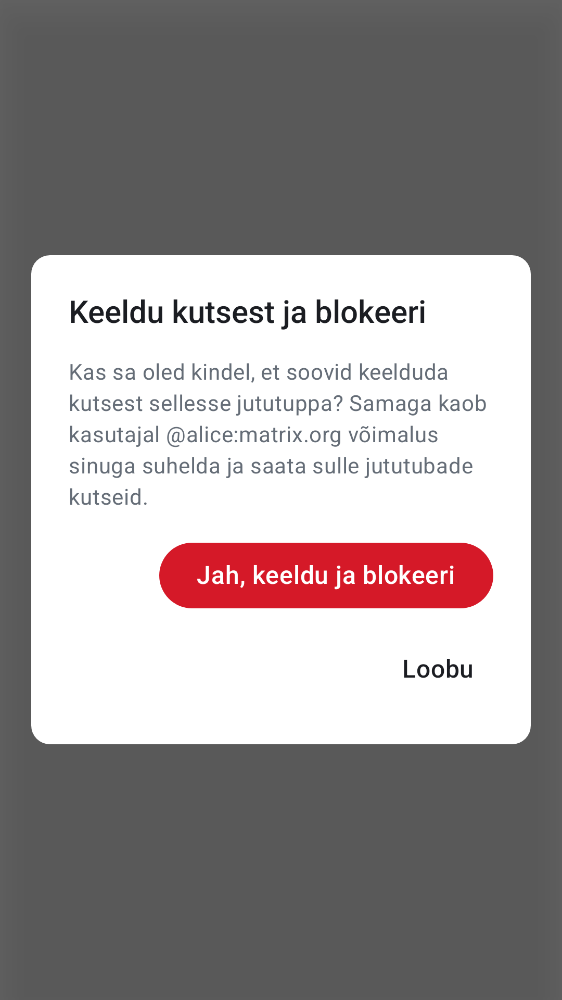 Keeldu kutsest ja blokeeri
Kas sa oled kindel, et soovid keelduda
kutsest sellesse jututuppa? Samaga kaob
kasutajal @alice:matrix.org võimalus
sinuga suhelda ja saata sulle jututubade
kutseid.
Jah, keeldu ja blokeeri
Loobu